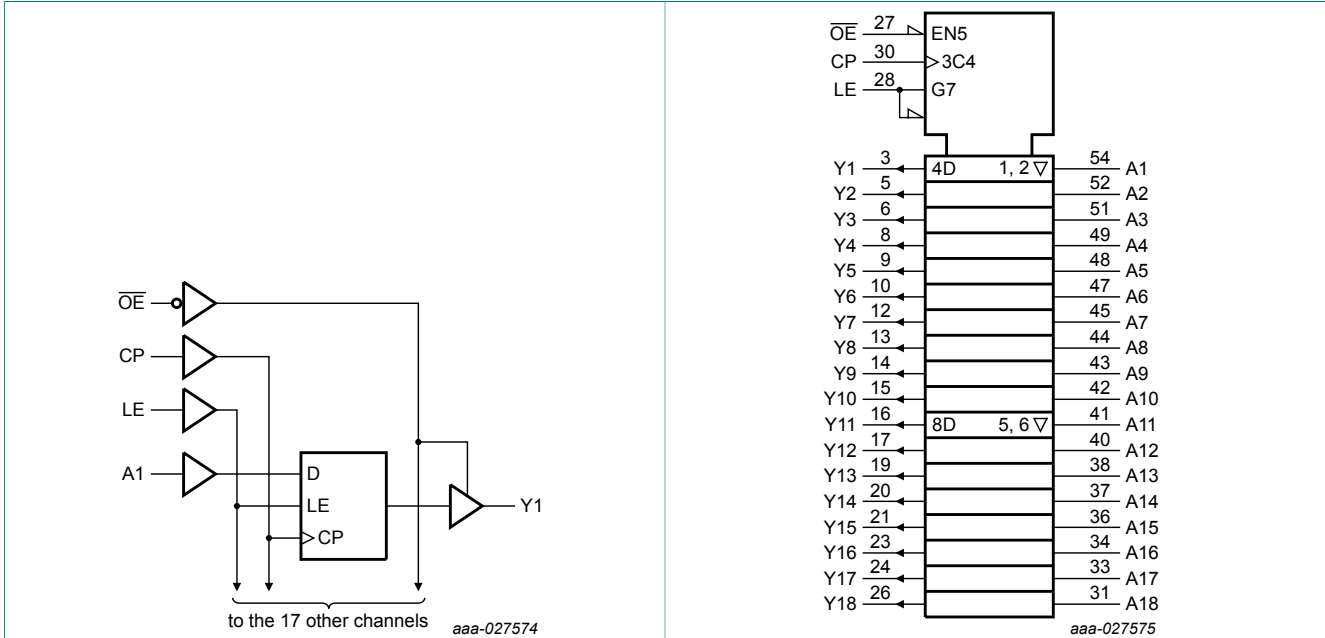 OE
CP
LE
A1
D
LE
CP
Y1
to the 17 other channels
aaa-027574
OE 27 EN5
CP 30 3C4
LE 28 G7
Y1 3 4D 1, 2 ▽ 54 A1
Y2 5 52 A2
Y3 6 51 A3
Y4 8 49 A4
Y5 9 48 A5
Y6 10 47 A6
Y7 12 45 A7
Y8 13 44 A8
Y9 14 43 A9
Y10 15 42 A10
Y11 16 8D 5, 6 ▽ 41 A11
Y12 17 40 A12
Y13 19 38 A13
Y14 20 37 A14
Y15 21 36 A15
Y16 23 34 A16
Y17 24 33 A17
Y18 26 31 A18
aaa-027575